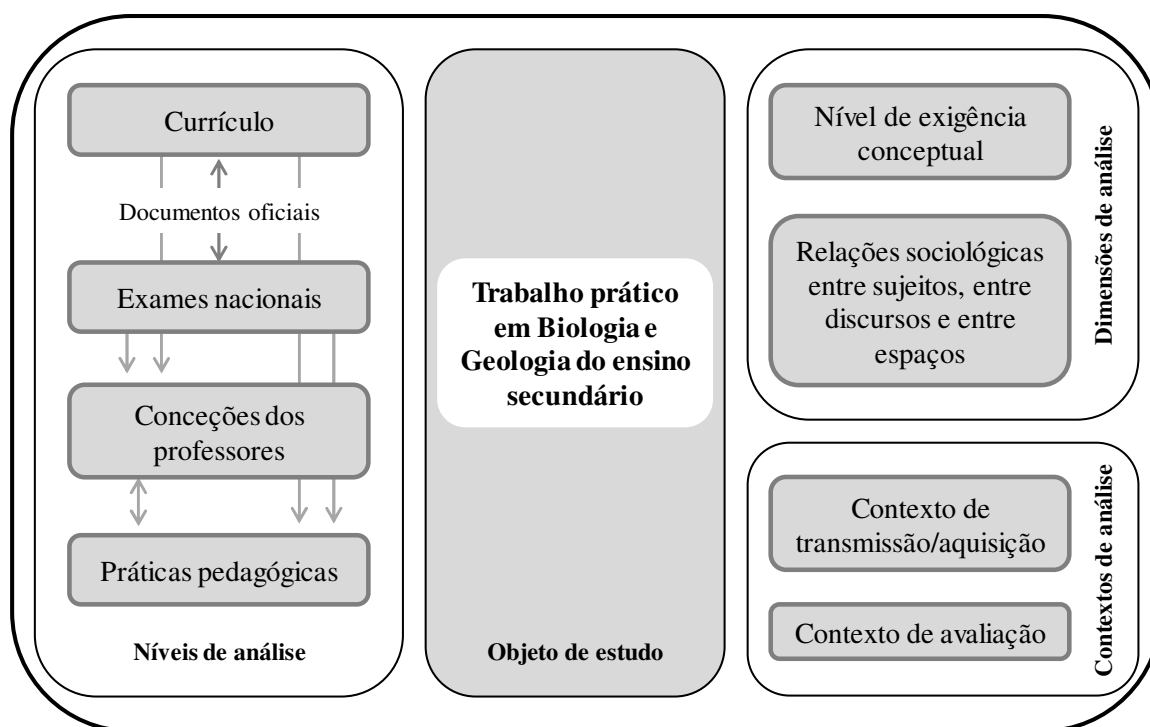 Currículo
Documentos oficiais
Exames nacionais
Conceções dos
professores
Práticas pedagógicas
Níveis de análise
Trabalho prático
em Biologia e
Geologia do ensino
secundário
Objeto de estudo
Nível de exigência
conceptual
Relações sociológicas
entre sujeitos, entre
discursos e entre
espaços
Dimensões de análise
Contexto de
transmissão/aquisição
Contexto de avaliação
Contextos de análise